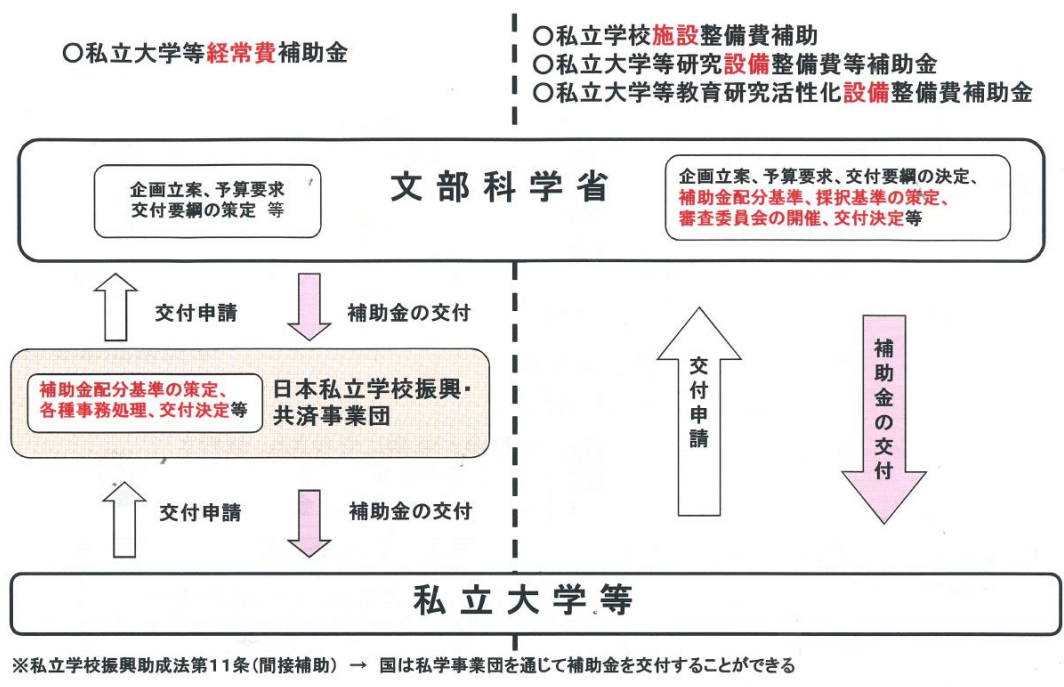 〇私立大学等経常費補助金
〇私立学校施設整備費補助
〇私立大学等研究設備整備費等補助金
〇私立大学等教育研究活性化設備整備費補助金
文部科学省
企画立案、予算要求
交付要綱の策定 等
企画立案、予算要求、交付要綱の決定、
補助金配分基準、採択基準の策定、
審査委員会の開催、交付決定等
交付申請
補助金の交付
補助金配分基準の策定、
各種事務処理、交付決定等
日本私立学校振興・
共済事業団
交付申請
補助金の交付
交付申請
補助金の交付
私立大学等
※私立学校振興助成法第11条(間接補助) → 国は私学事業団を通じて補助金を交付することができる